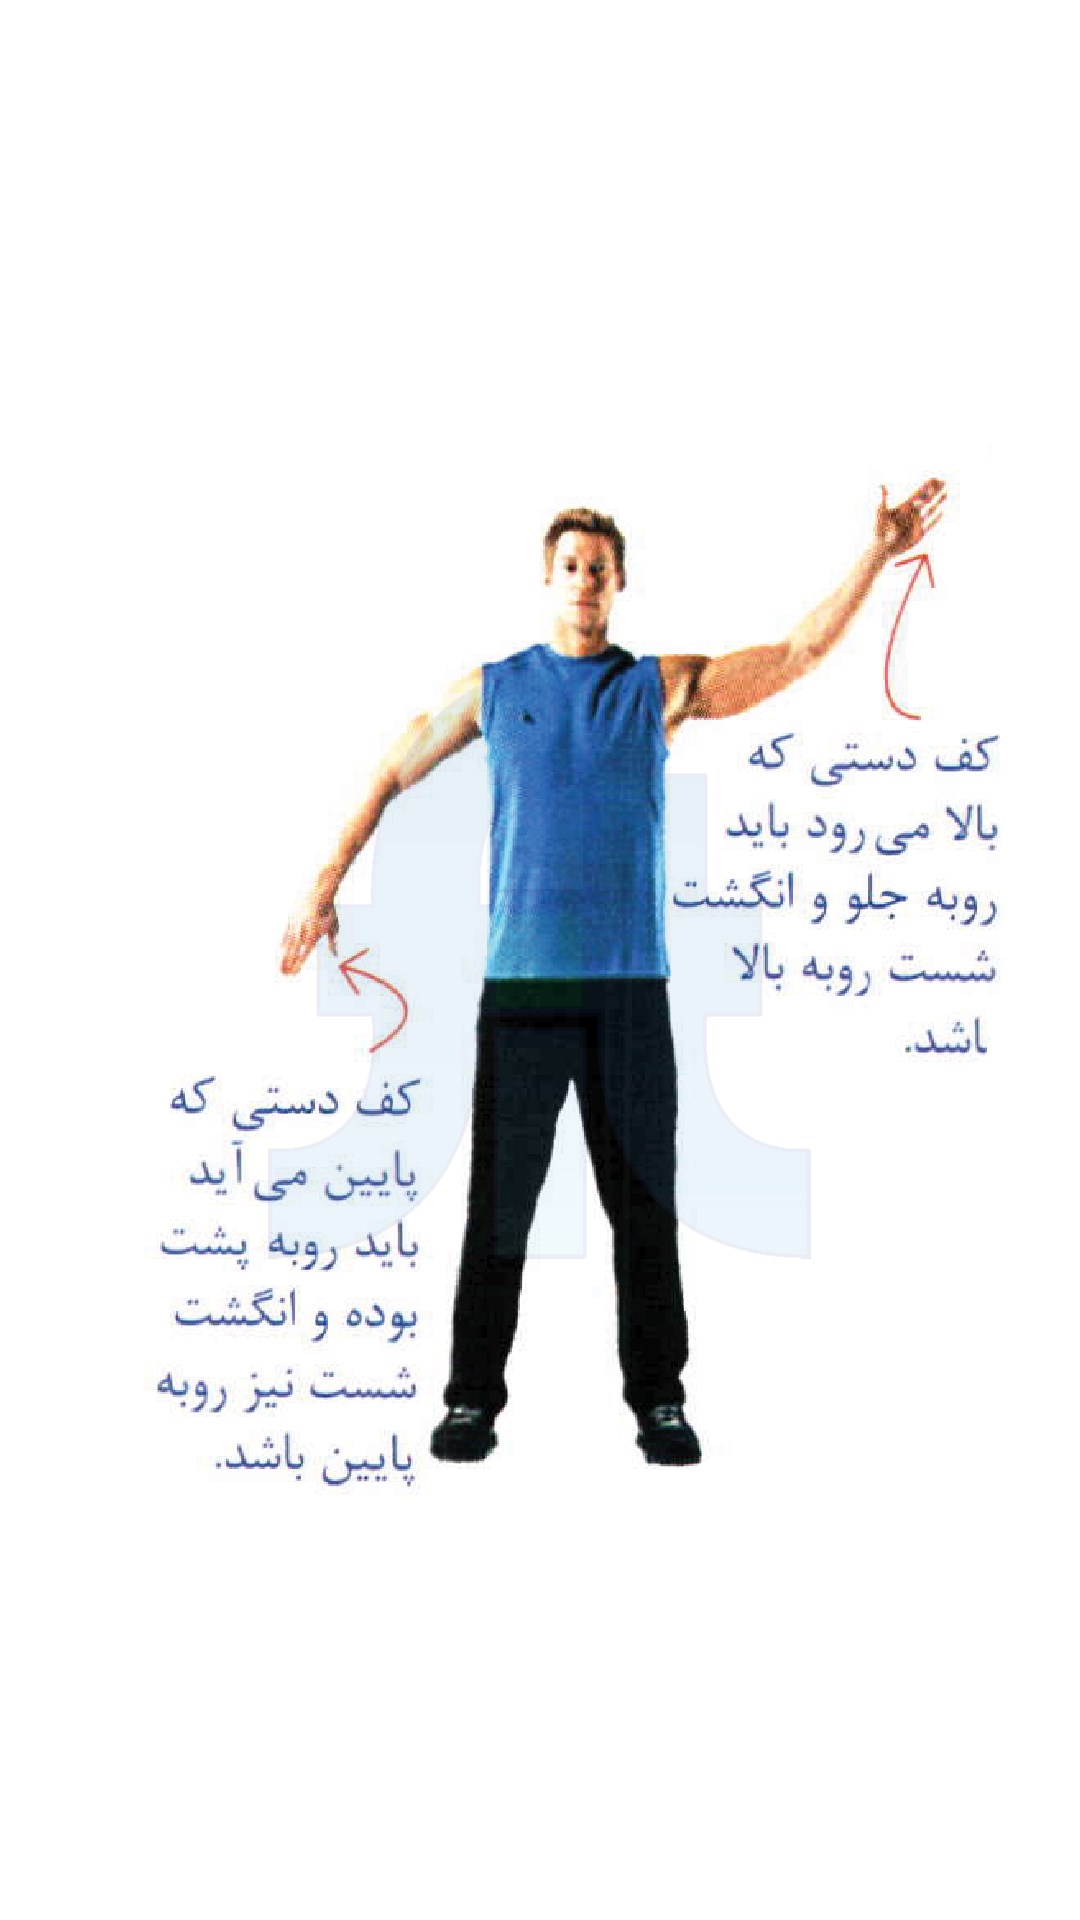 کف دستی که
بالا می‌رود باید
روبه جلو و انگشت
شست روبه بالا
اشد.
کف دستی که
پایین می‌آید
باید روبه پشت
بوده و انگشت
شست نیز روبه
پایین باشد.